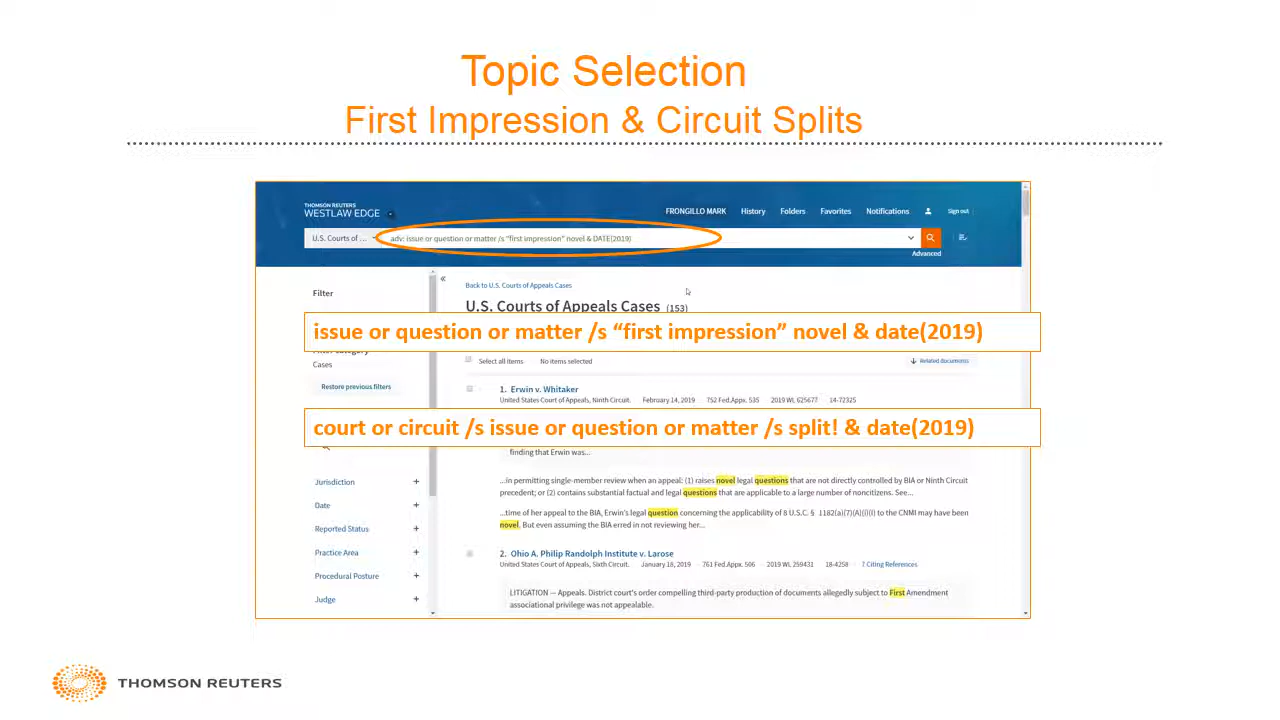 Topic Selection
First Impression & Circuit Splits
THOMSON REUTERS
WESTLAW EDGE
FRONGILLO MARK History Folders Favorites Notifications Sign out
U.S. Courts of ... adv: issue or question or matter /s "first impression" novel & DATE(2019)
Advanced
Filter
Back to U.S. Courts of Appeals Cases
U.S. Courts of Appeals Cases (153)
issue or question or matter /s “first impression” novel & date(2019)
Cases
Select all items No items selected
Related documents
Restore previous filters
1. Erwin v. Whitaker
United States Court of Appeals, Ninth Circuit. February 14, 2019 752 Fed.Appx. 535 2019 WL 625677 14-72325
court or circuit /s issue or question or matter /s split! & date(2019)
finding that Erwin was...
...in permitting single-member review when an appeal: (1) raises novel legal questions that are not directly controlled by BIA or Ninth Circuit
precedent; or (2) contains substantial factual and legal questions that are applicable to a large number of noncitizens. See...
...time of her appeal to the BIA, Erwin's legal question concerning the applicability of 8 U.S.C. § 1182(a)(7)(A)(i)(I) to the CNMI may have been
novel. But even assuming the BIA erred in not reviewing her...
Jurisdiction +
Date +
Reported Status +
Practice Area +
Procedural Posture +
Judge +
2. Ohio A. Philip Randolph Institute v. Larose
United States Court of Appeals, Sixth Circuit. January 18, 2019 761 Fed.Appx. 506 2019 WL 259431 18-4258 7 Citing References
LITIGATION — Appeals. District court's order compelling third-party production of documents allegedly subject to First Amendment
associational privilege was not appealable.
THOMSON REUTERS